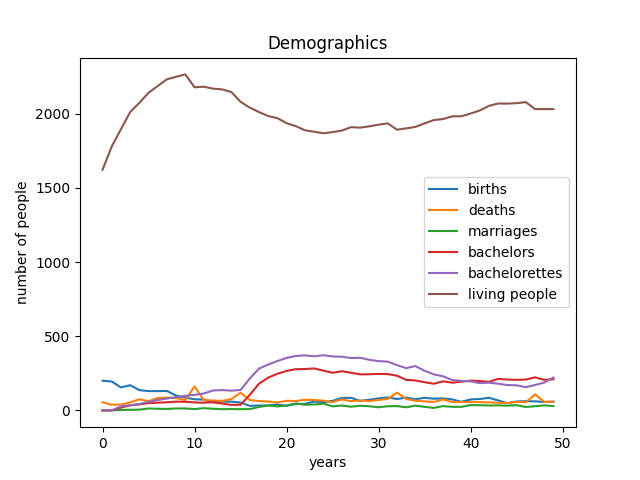 Demographics
number of people
2000
1500
1000
500
0
births
deaths
marriages
bachelors
bachelorettes
living people
0 10 20 30 40 50
years